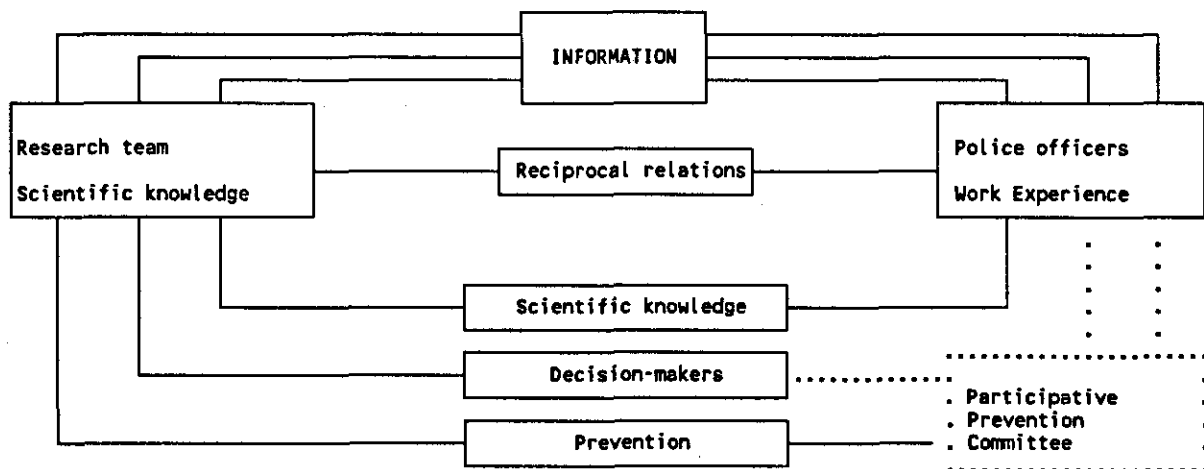 INFORMATION
Research team
Scientific knowledge
Reciprocal relations
Police officers
Work Experience
Scientific knowledge
Decision-makers
Prevention
Participative
Prevention
Committee